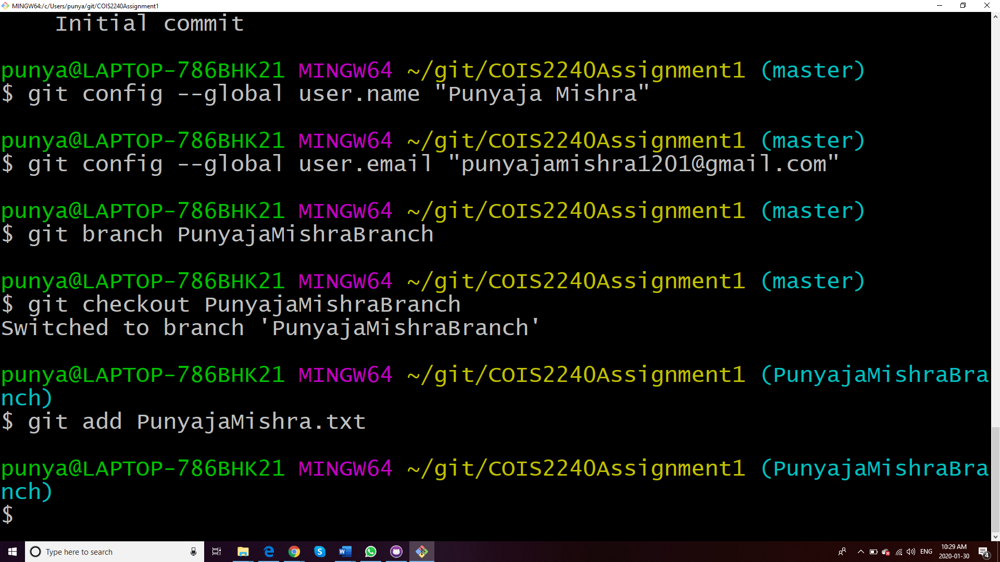 MINGW64:/c/Users/punya/git/COIS2240Assignment1
Initial commit
punya@LAPTOP-786BHK21 MINGW64 ~/git/COIS2240Assignment1 (master)
$ git config --global user.name "Punyaja Mishra"
punya@LAPTOP-786BHK21 MINGW64 ~/git/COIS2240Assignment1 (master)
$ git config --global user.email "punyajamishra1201@gmail.com"
punya@LAPTOP-786BHK21 MINGW64 ~/git/COIS2240Assignment1 (master)
$ git branch PunyajaMishraBranch
punya@LAPTOP-786BHK21 MINGW64 ~/git/COIS2240Assignment1 (master)
$ git checkout PunyajaMishraBranch
Switched to branch 'PunyajaMishraBranch'
punya@LAPTOP-786BHK21 MINGW64 ~/git/COIS2240Assignment1 (PunyajaMishraBra
nch)
$ git add PunyajaMishra.txt
punya@LAPTOP-786BHK21 MINGW64 ~/git/COIS2240Assignment1 (PunyajaMishraBra
nch)
$
Type here to search
ENG
10:29 AM
2020-01-30
4